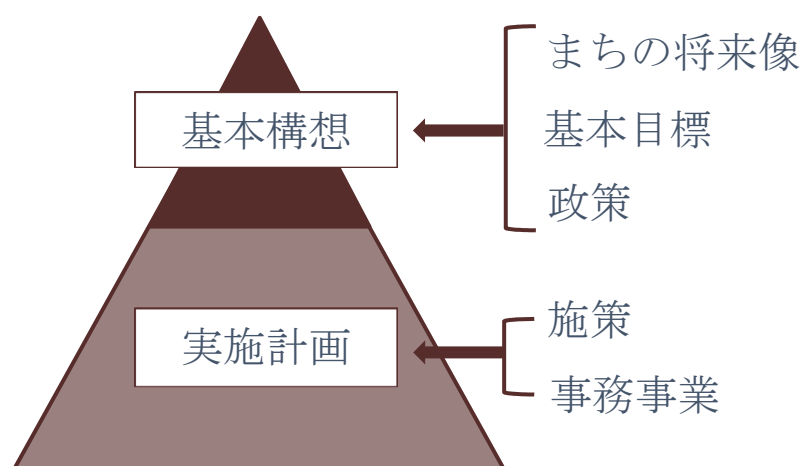 基本構想
まちの将来像
基本目標
政策
実施計画
施策
事務事業